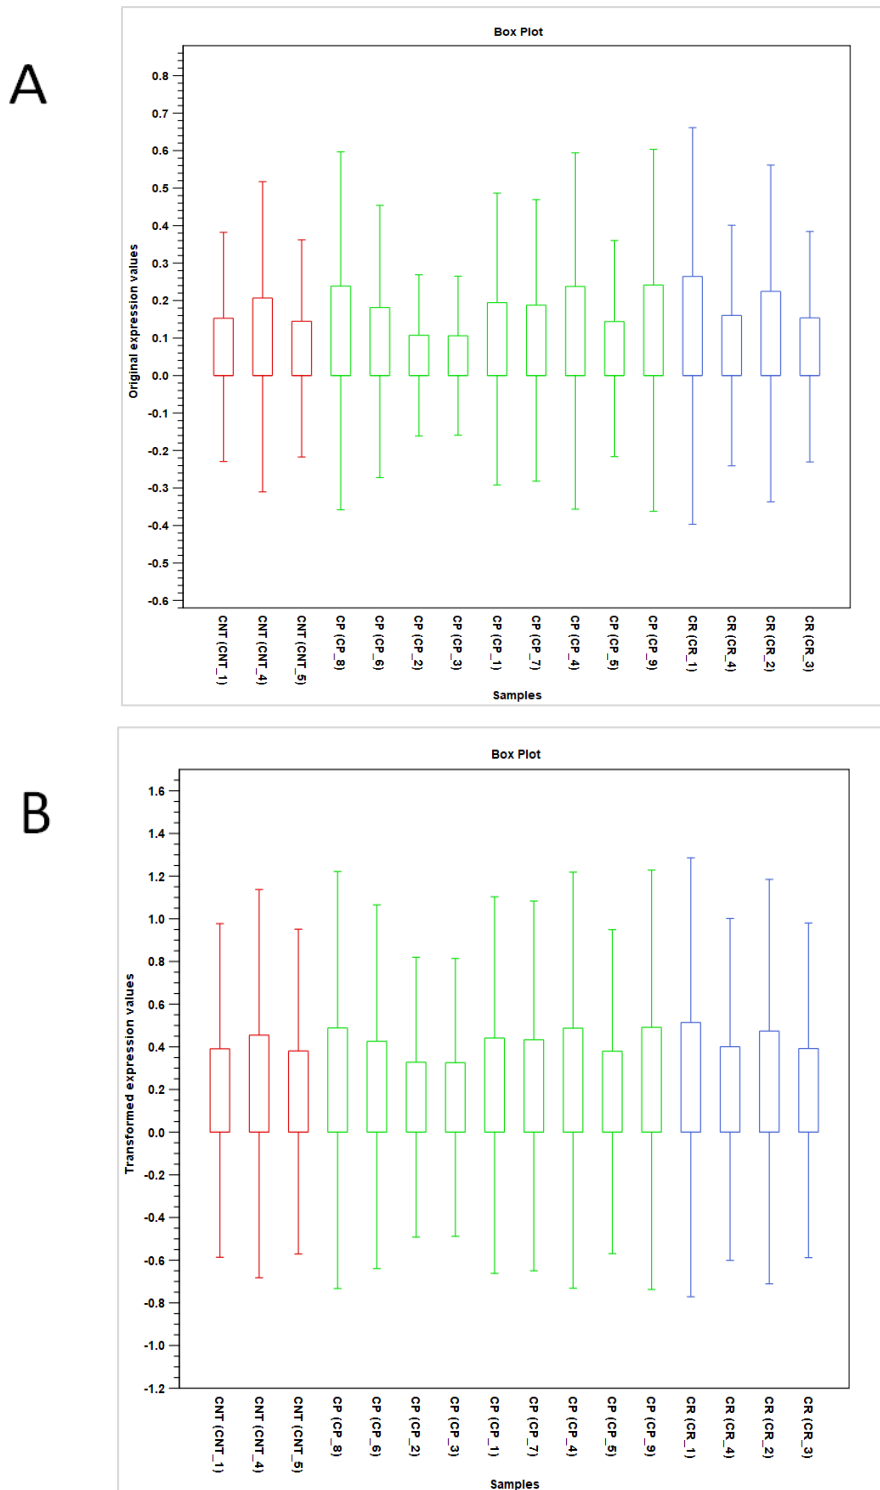 A
Box Plot
Original expression values
0.8
0.7
0.6
0.5
0.4
0.3
0.2
0.1
0.0
-0.1
-0.2
-0.3
-0.4
-0.5
-0.6
CNT (CNT_1)
CNT (CNT_4)
CNT (CNT_5)
CP (CP_8)
CP (CP_6)
CP (CP_2)
CP (CP_3)
CP (CP_1)
CP (CP_7)
CP (CP_4)
CP (CP_5)
CP (CP_9)
CR (CR_1)
CR (CR_4)
CR (CR_2)
CR (CR_3)
Samples
B
Box Plot
Transformed expression values
1.6
1.4
1.2
1.0
0.8
0.6
0.4
0.2
0.0
-0.2
-0.4
-0.6
-0.8
-1.0
-1.2
CNT (CNT_1)
CNT (CNT_4)
CNT (CNT_5)
CP (CP_8)
CP (CP_6)
CP (CP_2)
CP (CP_3)
CP (CP_1)
CP (CP_7)
CP (CP_4)
CP (CP_5)
CP (CP_9)
CR (CR_1)
CR (CR_4)
CR (CR_2)
CR (CR_3)
Samples